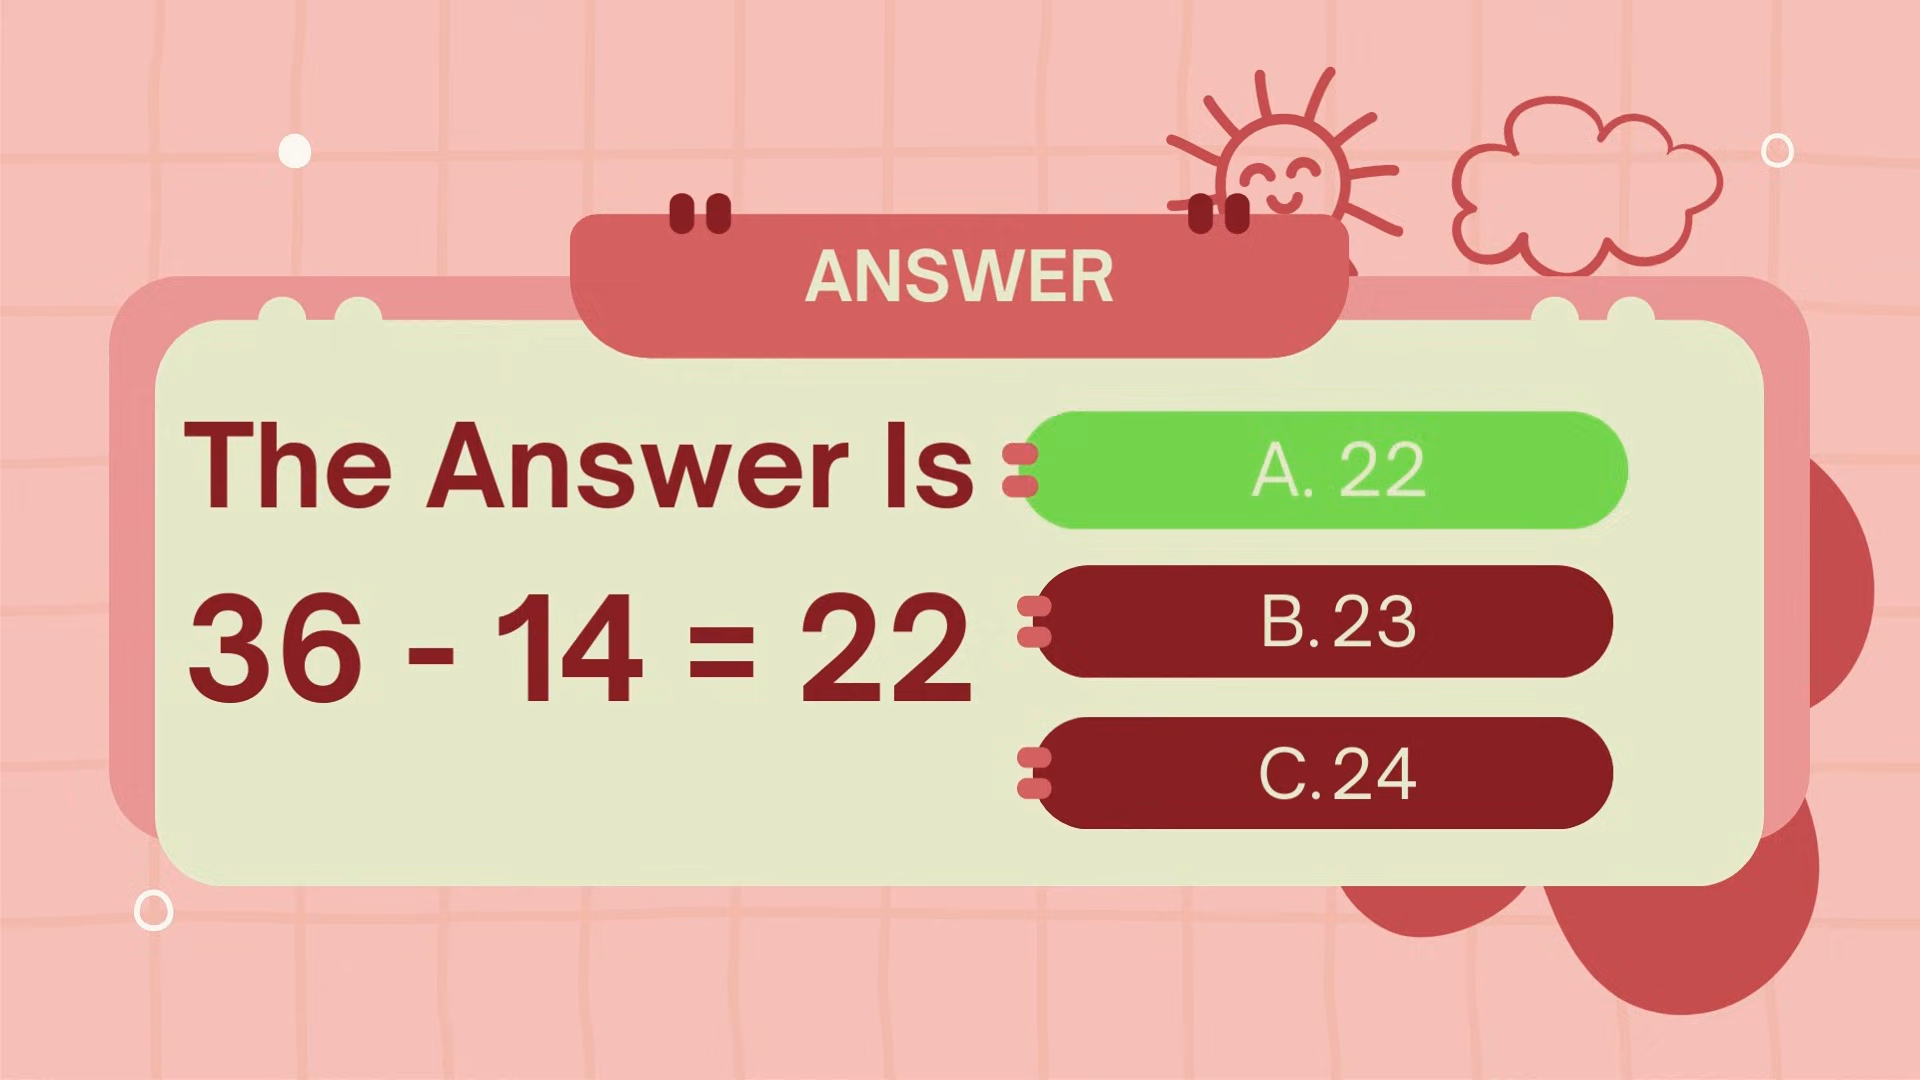 ANSWER
The Answer Is
36 - 14 = 22
A. 22
B. 23
C. 24